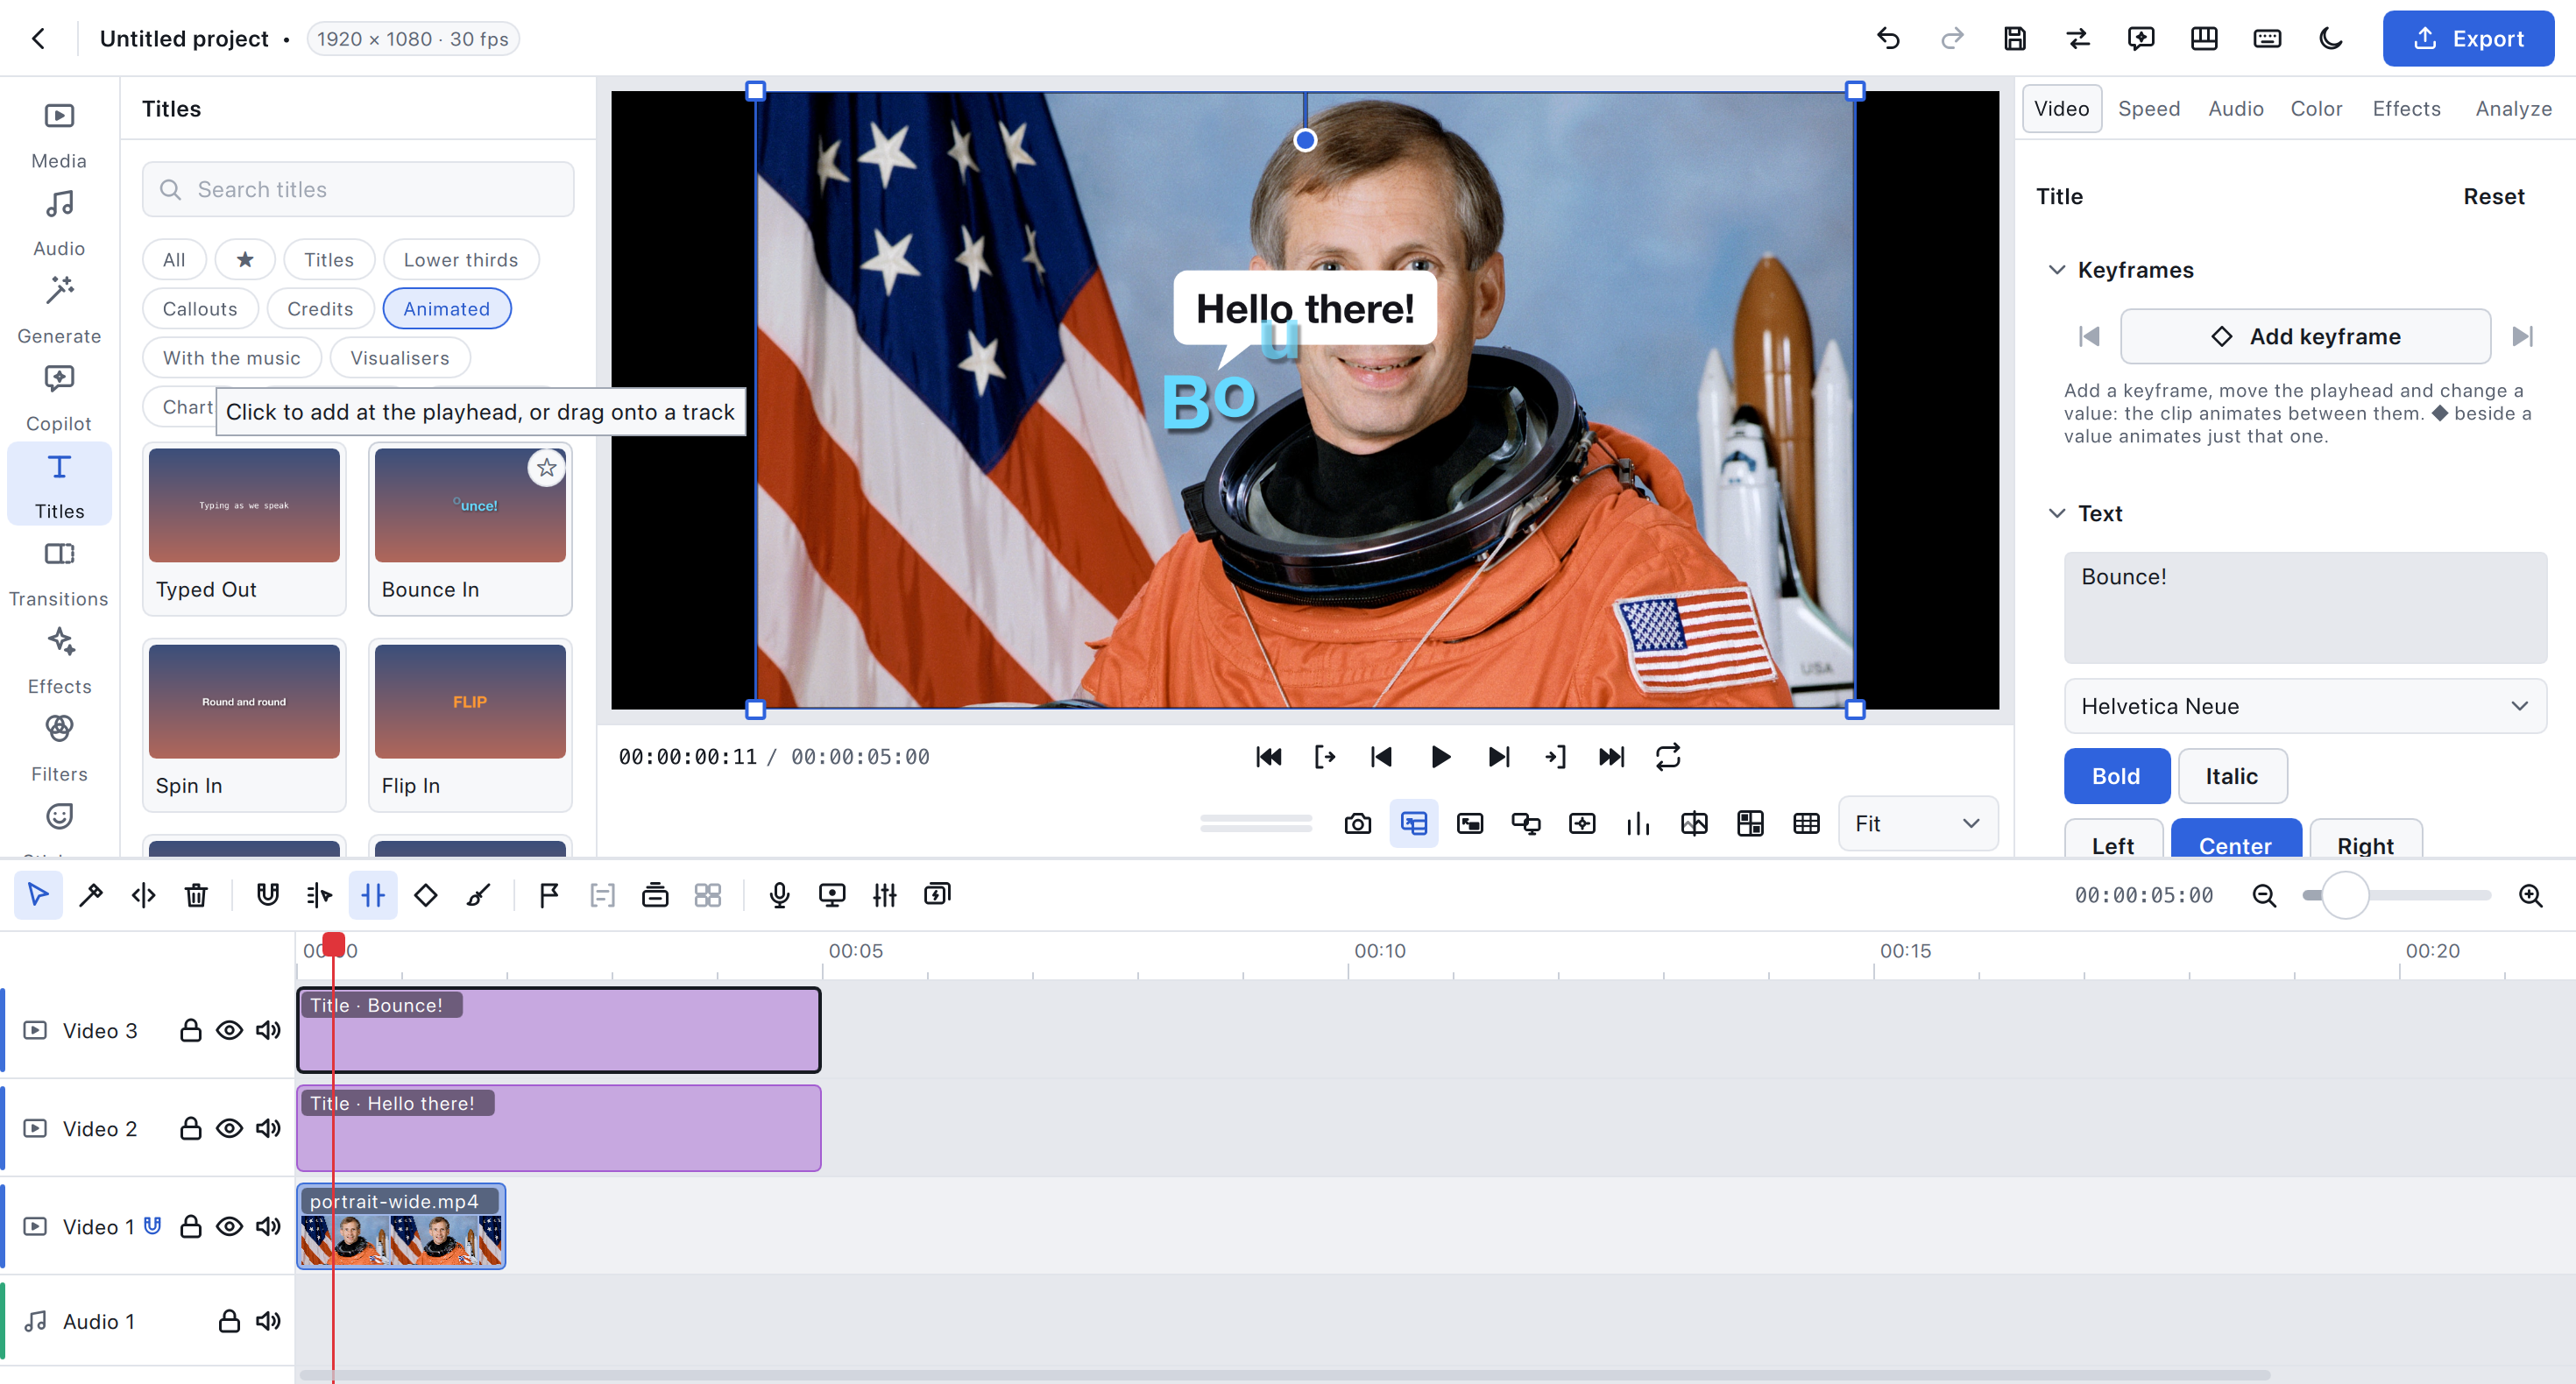 Untitled project • 1920 × 1080 · 30 fps
Export
Media
Audio
Generate
Copilot
Titles
Transitions
Effects
Filters
Titles
Search titles
All ★ Titles Lower thirds
Callouts Credits Animated
With the music Visualisers
Chart
Click to add at the playhead, or drag onto a track
Typing as we speak
Typed Out
ounce!
Bounce In
Round and round
Spin In
FLIP
Flip In
Hello there!
u
Bo
USA
00:00:00:11 / 00:00:05:00
Fit
Video Speed Audio Color Effects Analyze
Title Reset
Keyframes
Add keyframe
Add a keyframe, move the playhead and change a
value: the clip animates between them. ◆ beside a
value animates just that one.
Text
Bounce!
Helvetica Neue
Bold Italic
Left Center Right
00:00:05:00
00:05 00:10 00:15 00:20
Video 3
Title · Bounce!
Video 2
Title · Hello there!
Video 1
portrait-wide.mp4
Audio 1